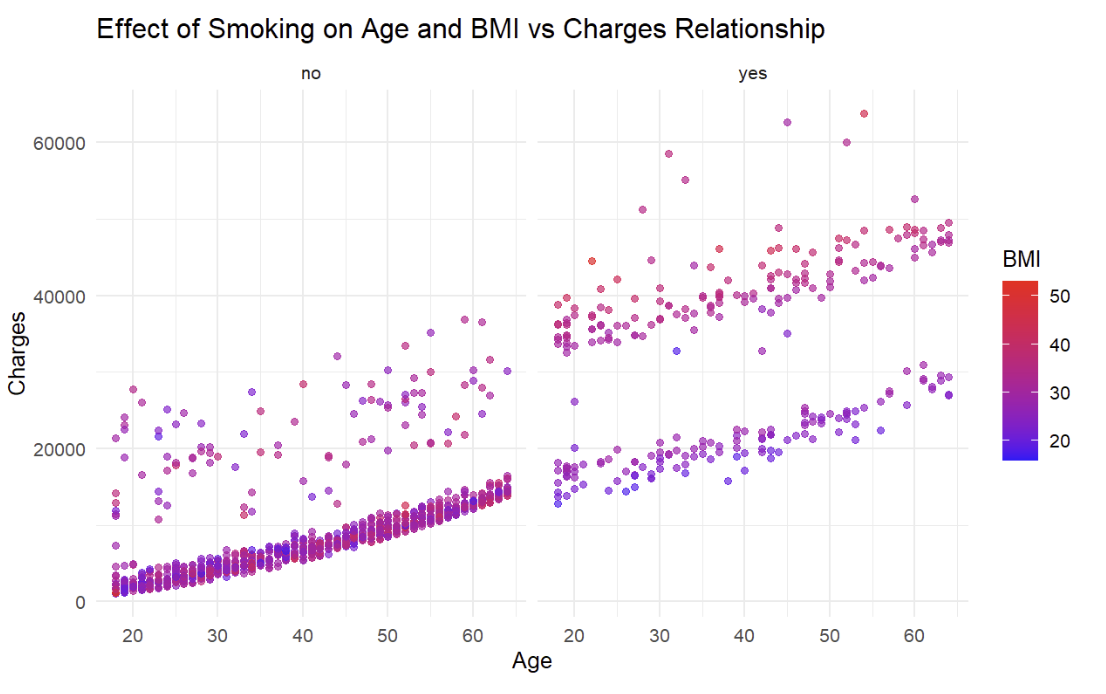 Effect of Smoking on Age and BMI vs Charges Relationship
no
yes
60000
40000
20000
0
Charges
20 30 40 50 60
20 30 40 50 60
Age
BMI
50
40
30
20